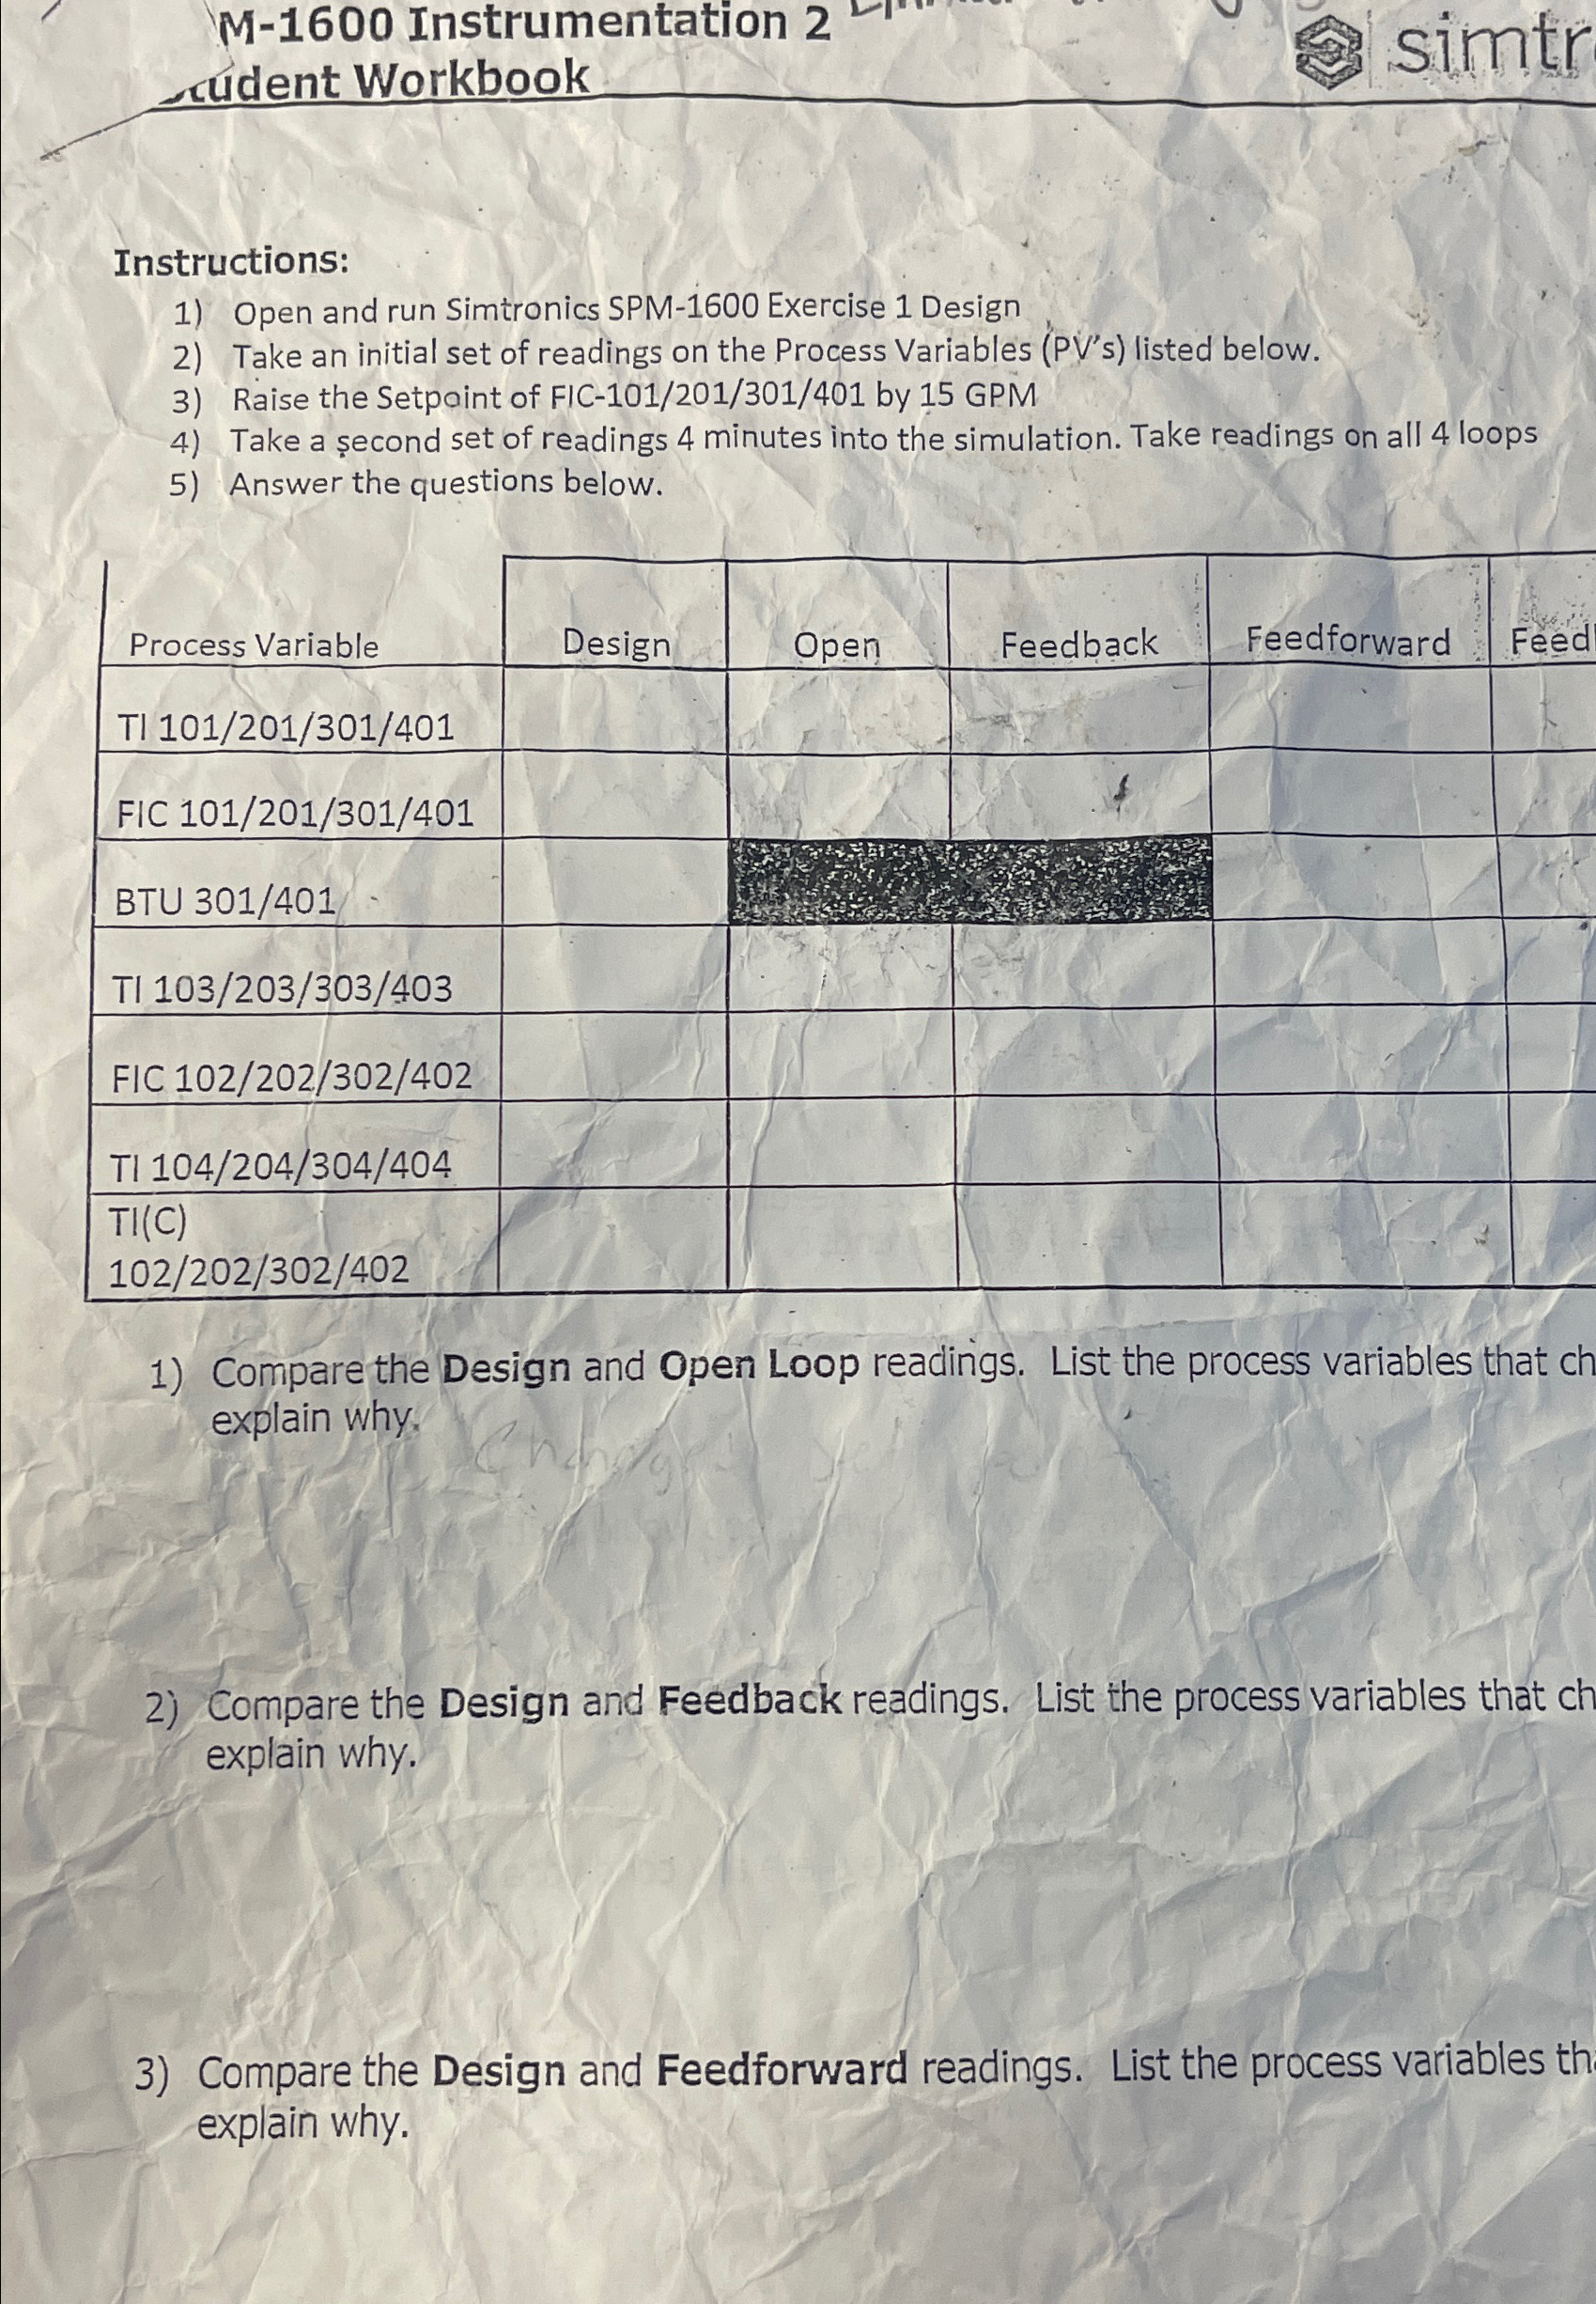 M-1600 Instrumentation 2
simtr
tudent Workbook
Instructions:
1) Open and run Simtronics SPM-1600 Exercise 1 Design
2) Take an initial set of readings on the Process Variables (PV's) listed below.
3) Raise the Setpoint of FIC-101/201/301/401 by 15 GPM
4) Take a second set of readings 4 minutes into the simulation. Take readings on all 4 loops
5) Answer the questions below.
Process Variable Design Open Feedback Feedforward Feed
TI 101/201/301/401
FIC 101/201/301/401
BTU 301/401
TI 103/203/303/403
FIC 102/202/302/402
TI 104/204/304/404
TI(C)
102/202/302/402
1) Compare the Design and Open Loop readings. List the process variables that ch
explain why.
2) Compare the Design and Feedback readings. List the process variables that ch
explain why.
3) Compare the Design and Feedforward readings. List the process variables tha
explain why.